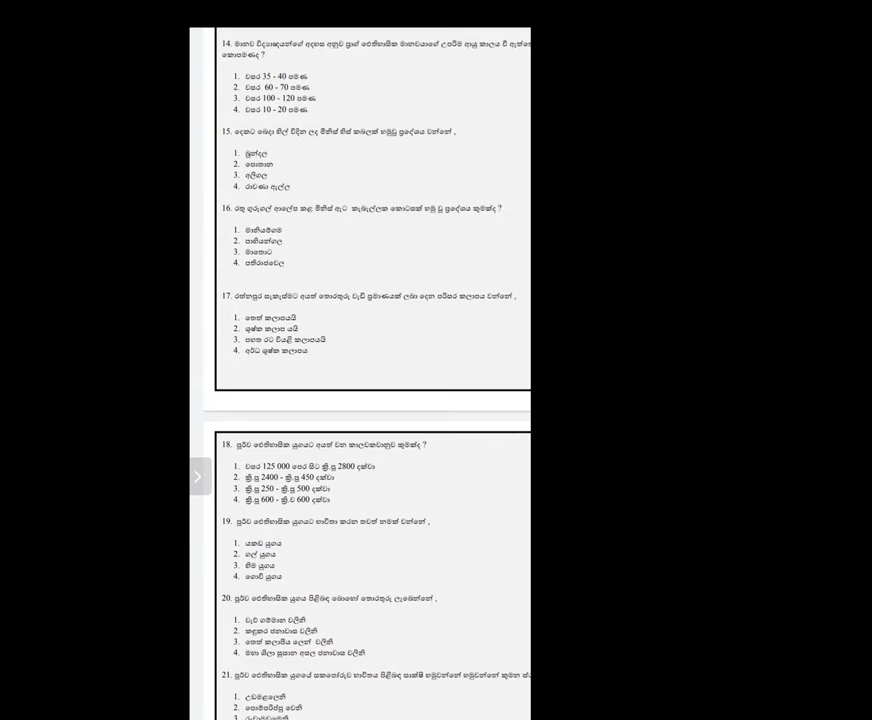 14. මානව විද්‍යාඥයන්ගේ අදහස අනුව ප්‍රාග් ඓතිහාසික මානවයාගේ උපරිම ආයු කාලය වී ඇත්තෙ
කොපමණද ?
1. වසර 35 - 40 පමණ
2. වසර 60 - 70 පමණ
3. වසර 100 - 120 පමණ
4. වසර 10 - 20 පමණ
15. දෙකට බෙදා හිල් විදින ලද මිනිස් හිස් කබලක් හමුවු ප්‍රදේශය වන්නේ ,
1. බූන්දල
2. පොතාන
3. අලිගල
4. රාවණා ඇල්ල
16. රතු ගුරුගල් ආලේප කළ මිනිස් ඇට කැබැල්ලක කොටසක් හමු වු ප්‍රදේශය කුමක්ද ?
1. මානියම්ගම
2. පාහියන්ගල
3. මාතොට
4. පතිරාජවෙල
17. රත්නපුර සැකැස්මට අයත් තොරතුරු වැඩි ප්‍රමාණයක් ලබා දෙන පරිසර කලාපය වන්නේ ,
1. තෙත් කලාපයයි
2. ශුෂ්ක කලාප යයි
3. පහත රට වියළි කලාපයයි
4. අර්ධ ශුෂ්ක කලාපය
18. පූර්ව ඓතිහාසික යුගයට අයත් වන කාලවකවානුව කුමක්ද ?
1. වසර 125 000 පෙර සිට ක්‍රි.පූ 2800 දක්වා
2. ක්‍රි.පූ 2400 - ක්‍රි.පූ 450 දක්වා
3. ක්‍රි.පූ 250 - ක්‍රි.පූ 500 දක්වා
4. ක්‍රි.පූ 600 - ක්‍රි.ව 600 දක්වා
19. පූර්ව ඓතිහාසික යුගයට භාවිතා කරන තවත් නමක් වන්නේ ,
1. යකඩ යුගය
2. ගල් යුගය
3. හිම යුගය
4. ගොවි යුගය
20. පූර්ව ඓතිහාසික යුගය පිළිබඳ බොහෝ තොරතුරු ලැබෙන්නේ ,
1. වැව් ගම්මාන වලිනි
2. කඳුකර ජනාවාස වලිනි
3. තෙත් කලාපීය ලෙන් වලිනි
4. මහා ශිලා සුසාන අසල ජනාවාස වලිනි
21. පූර්ව ඓතිහාසික යුගයේ සකපෝරුව භාවිතය පිළිබඳ සාක්ෂි හමුවන්නේ හමුවන්නේ කුමන ස්
1. උඩමළලෙනි
2. පොම්පරිප්පු වෙනි
3.